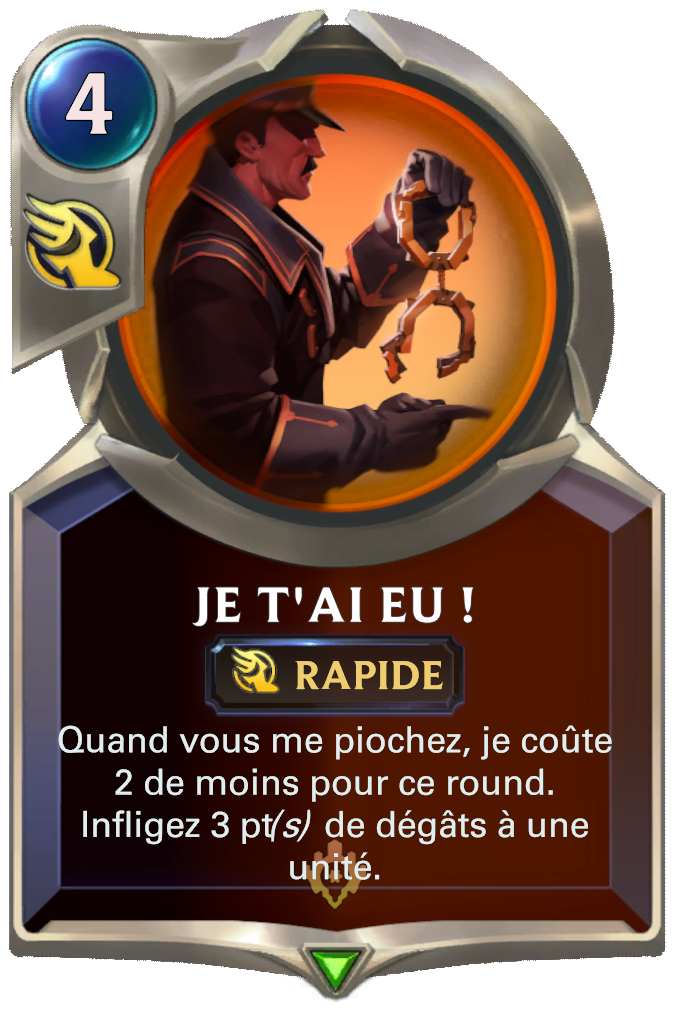 4
JE T'AI EU !
RAPIDE
Quand vous me piochez, je coûte
2 de moins pour ce round.
Infligez 3 pt(s) de dégâts à une
unité.